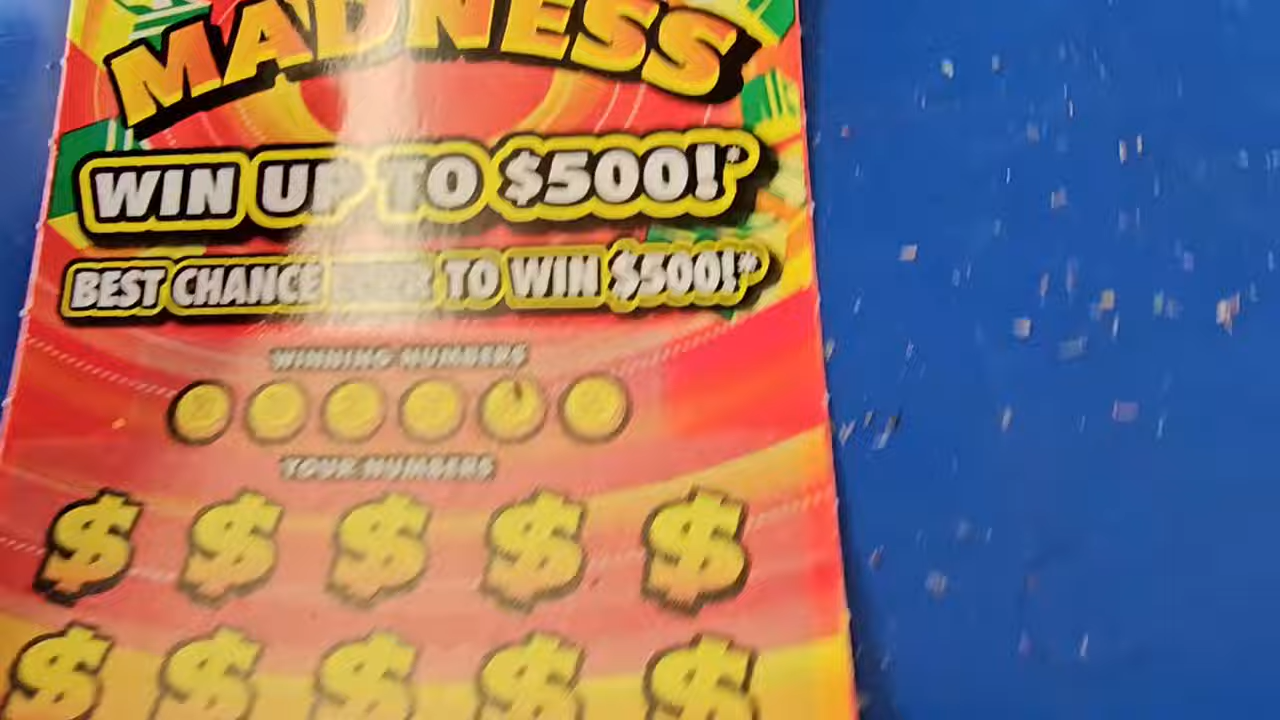 MADNESS
WIN UP TO $500!*
BEST CHANCE TO WIN $500!*
WINNING NUMBERS
YOUR NUMBERS
$ $ $ $ $
$ $ $ $ $